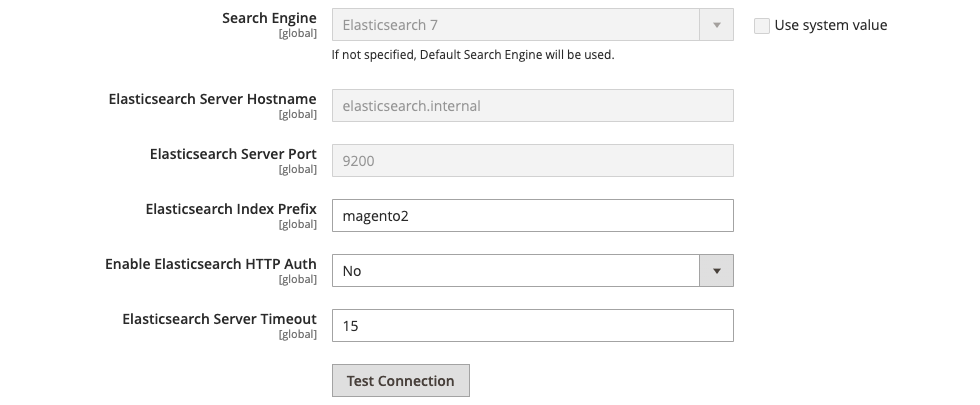 Search Engine
[global]
Elasticsearch 7
Use system value
If not specified, Default Search Engine will be used.
Elasticsearch Server Hostname
[global]
elasticsearch.internal
Elasticsearch Server Port
[global]
9200
Elasticsearch Index Prefix
[global]
magento2
Enable Elasticsearch HTTP Auth
[global]
No
Elasticsearch Server Timeout
[global]
15
Test Connection